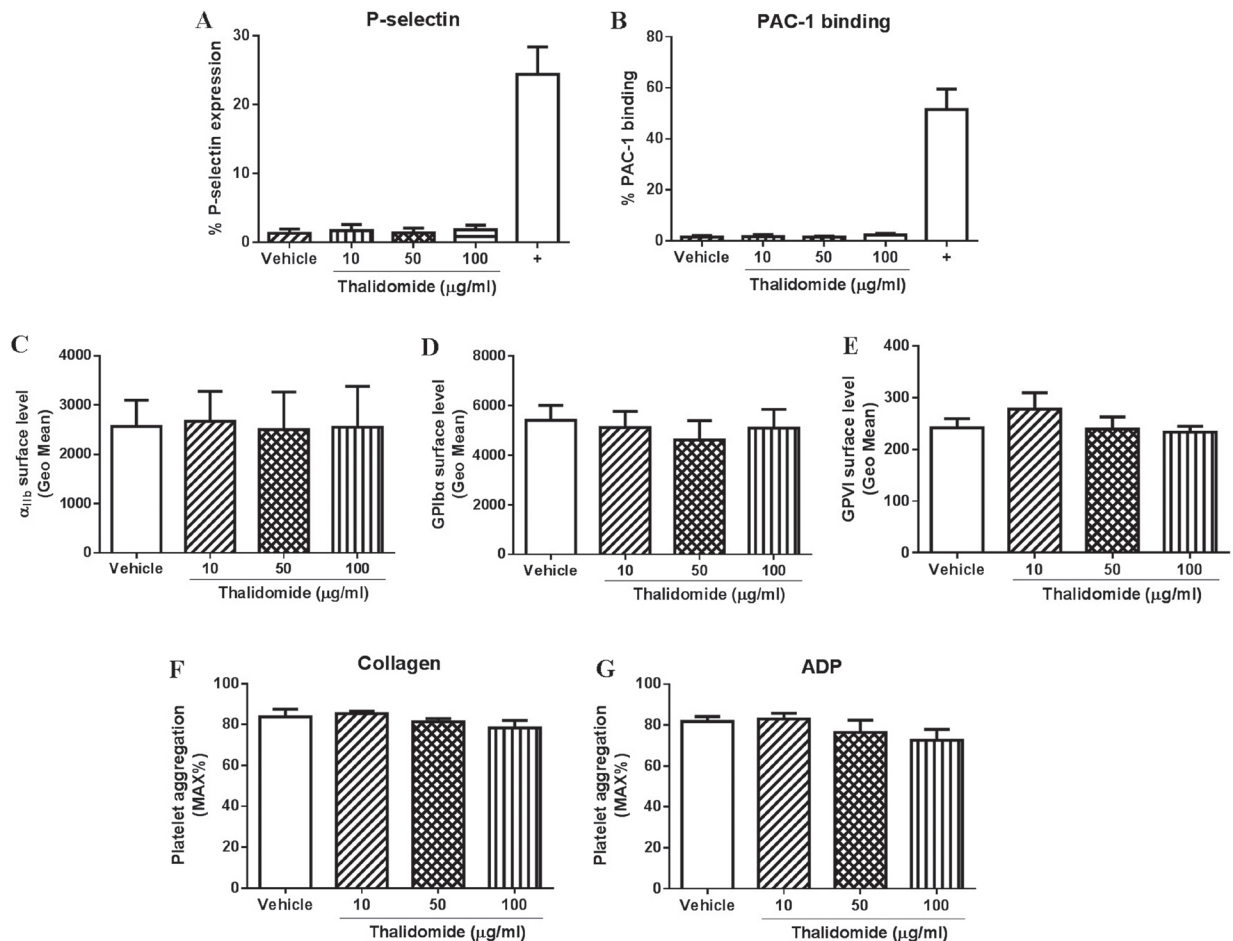 A
P-selectin
% P-selectin expression
30
20
10
0
Vehicle
10
50
100
+
Thalidomide (μg/ml)
B
PAC-1 binding
% PAC-1 binding
80
60
40
20
0
Vehicle
10
50
100
+
Thalidomide (μg/ml)
C
αIIb surface level
(Geo Mean)
4000
3000
2000
1000
0
Vehicle
10
50
100
Thalidomide (μg/ml)
D
GPIbα surface level
(Geo Mean)
8000
6000
4000
2000
0
Vehicle
10
50
100
Thalidomide (μg/ml)
E
GPVI surface level
(Geo Mean)
400
300
200
100
0
Vehicle
10
50
100
Thalidomide (μg/ml)
F
Collagen
Platelet aggregation
(MAX%)
100
80
60
40
20
0
Vehicle
10
50
100
Thalidomide (μg/ml)
G
ADP
Platelet aggregation
(MAX%)
100
80
60
40
20
0
Vehicle
10
50
100
Thalidomide (μg/ml)